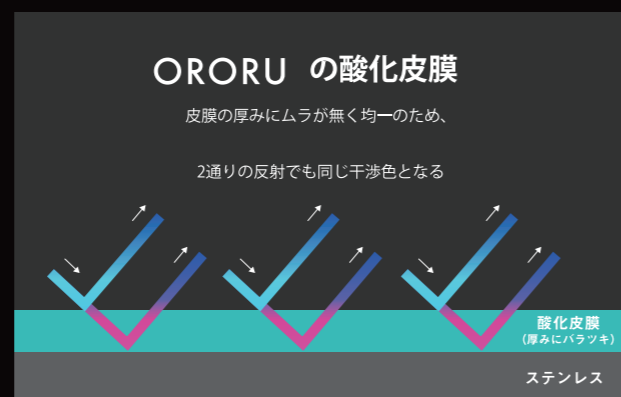 ORORU の酸化皮膜
皮膜の厚みにムラが無く均一のため、
2通りの反射でも同じ干渉色となる
酸化皮膜
(厚みにバラツキ)
ステンレス